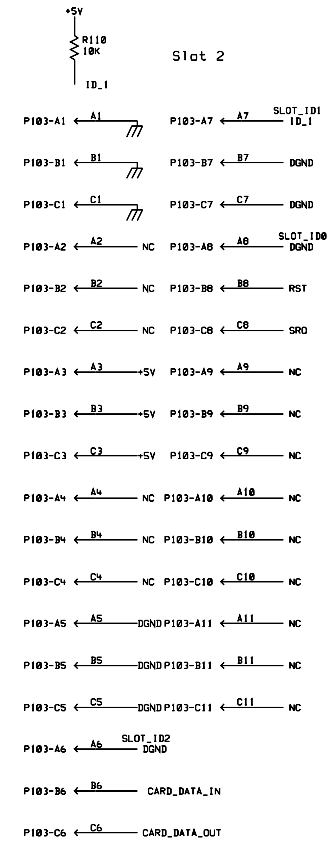 +5V
R110
10K
ID_1
Slot 2
SLOT_ID1
P103-A1 A1 P103-A7 A7 ID_1
P103-B1 B1 P103-B7 B7 DGND
P103-C1 C1 P103-C7 C7 DGND
SLOT_ID0
P103-A2 A2 NC P103-A8 A8 DGND
P103-B2 B2 NC P103-B8 B8 RST
P103-C2 C2 NC P103-C8 C8 SRQ
P103-A3 A3 +5V P103-A9 A9 NC
P103-B3 B3 +5V P103-B9 B9 NC
P103-C3 C3 +5V P103-C9 C9 NC
P103-A4 A4 NC P103-A10 A10 NC
P103-B4 B4 NC P103-B10 B10 NC
P103-C4 C4 NC P103-C10 C10 NC
P103-A5 A5 DGND P103-A11 A11 NC
P103-B5 B5 DGND P103-B11 B11 NC
P103-C5 C5 DGND P103-C11 C11 NC
SLOT_ID2
P103-A6 A6 DGND
P103-B6 B6 CARD_DATA_IN
P103-C6 C6 CARD_DATA_OUT